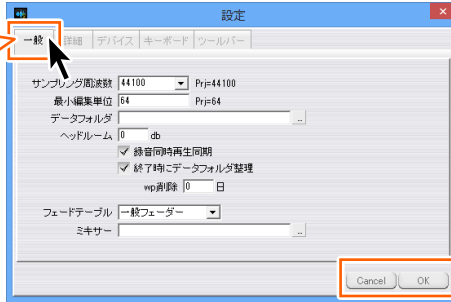 設定
一般 詳細 デバイス キーボード ツールバー
サンプリング周波数 44100 Prj=44100
最小編集単位 64 Prj=64
データフォルダ ..
ヘッドルーム 0 db
録音同時再生同期
終了時にデータフォルダ整理
wp削除 0 日
フェードテーブル 一般フェーダー
ミキサー ..
Cancel OK